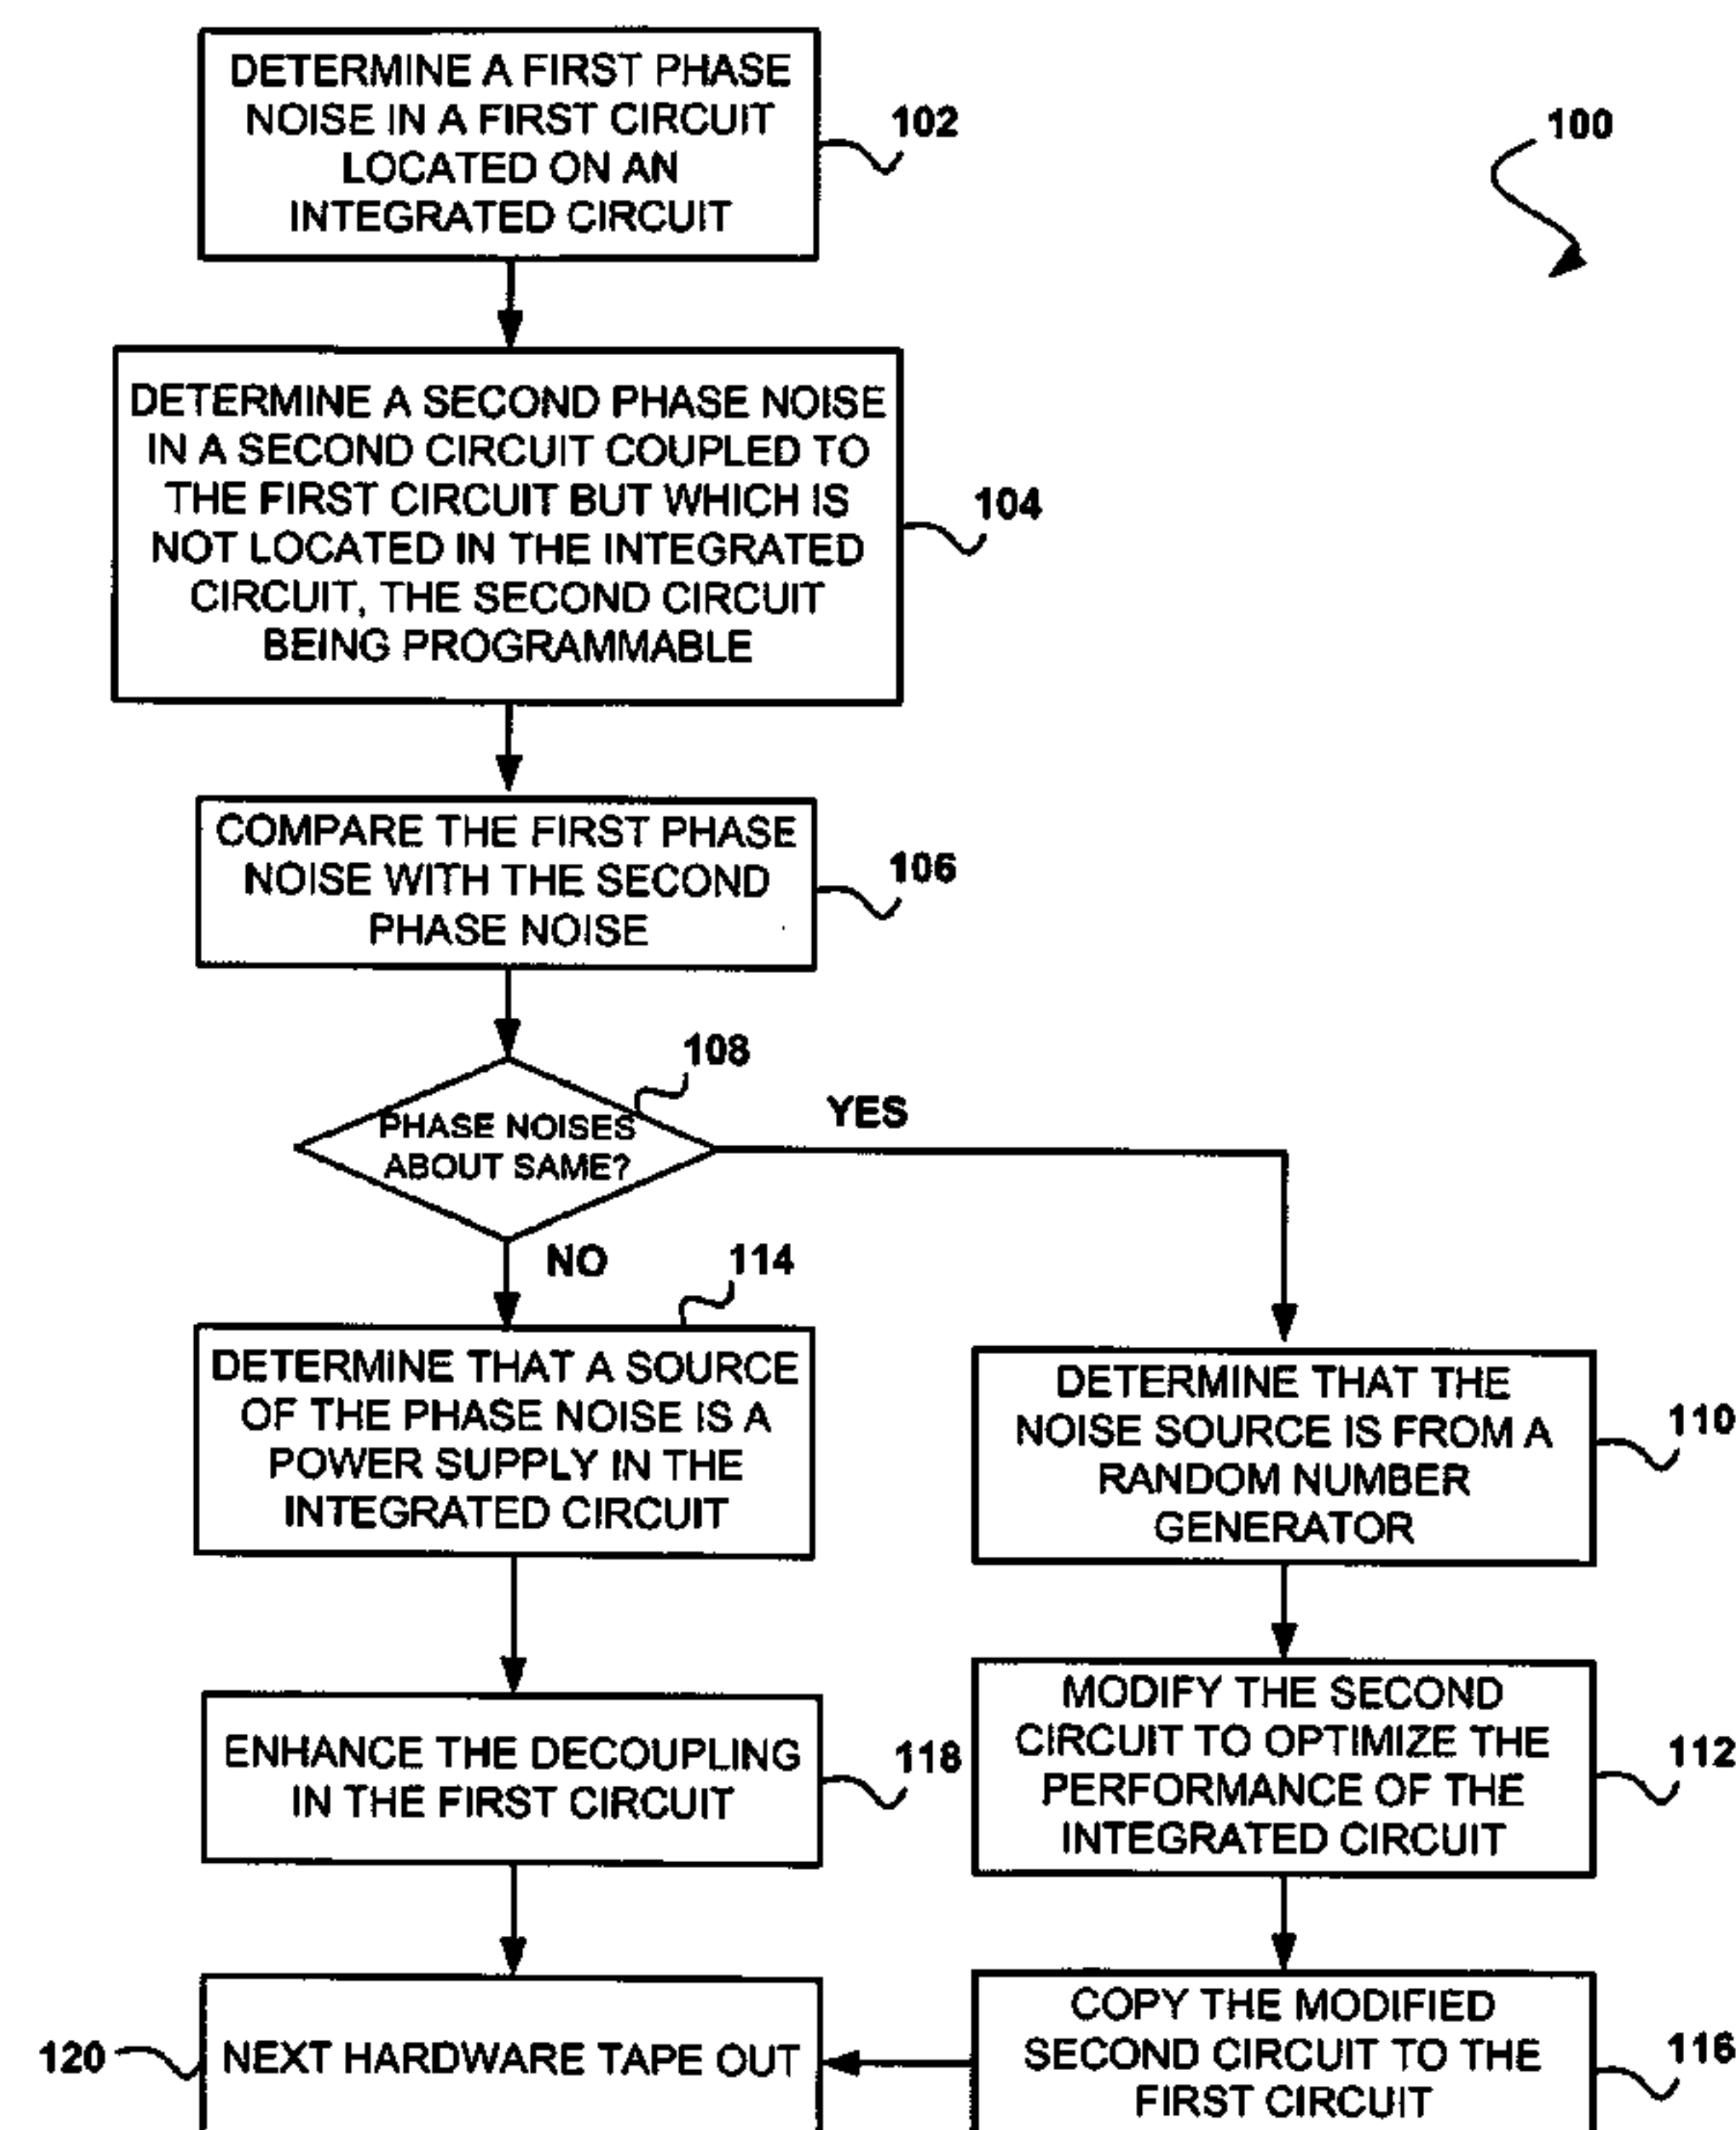 DETERMINE A FIRST PHASE
NOISE IN A FIRST CIRCUIT
LOCATED ON AN
INTEGRATED CIRCUIT
102
100
DETERMINE A SECOND PHASE NOISE
IN A SECOND CIRCUIT COUPLED TO
THE FIRST CIRCUIT BUT WHICH IS
NOT LOCATED IN THE INTEGRATED
CIRCUIT, THE SECOND CIRCUIT
BEING PROGRAMMABLE
104
COMPARE THE FIRST PHASE
NOISE WITH THE SECOND
PHASE NOISE
106
108
PHASE NOISES
ABOUT SAME?
YES
NO
114
DETERMINE THAT A SOURCE
OF THE PHASE NOISE IS A
POWER SUPPLY IN THE
INTEGRATED CIRCUIT
DETERMINE THAT THE
NOISE SOURCE IS FROM A
RANDOM NUMBER
GENERATOR
110
ENHANCE THE DECOUPLING
IN THE FIRST CIRCUIT
118
MODIFY THE SECOND
CIRCUIT TO OPTIMIZE THE
PERFORMANCE OF THE
INTEGRATED CIRCUIT
112
120
NEXT HARDWARE TAPE OUT
COPY THE MODIFIED
SECOND CIRCUIT TO THE
FIRST CIRCUIT
116